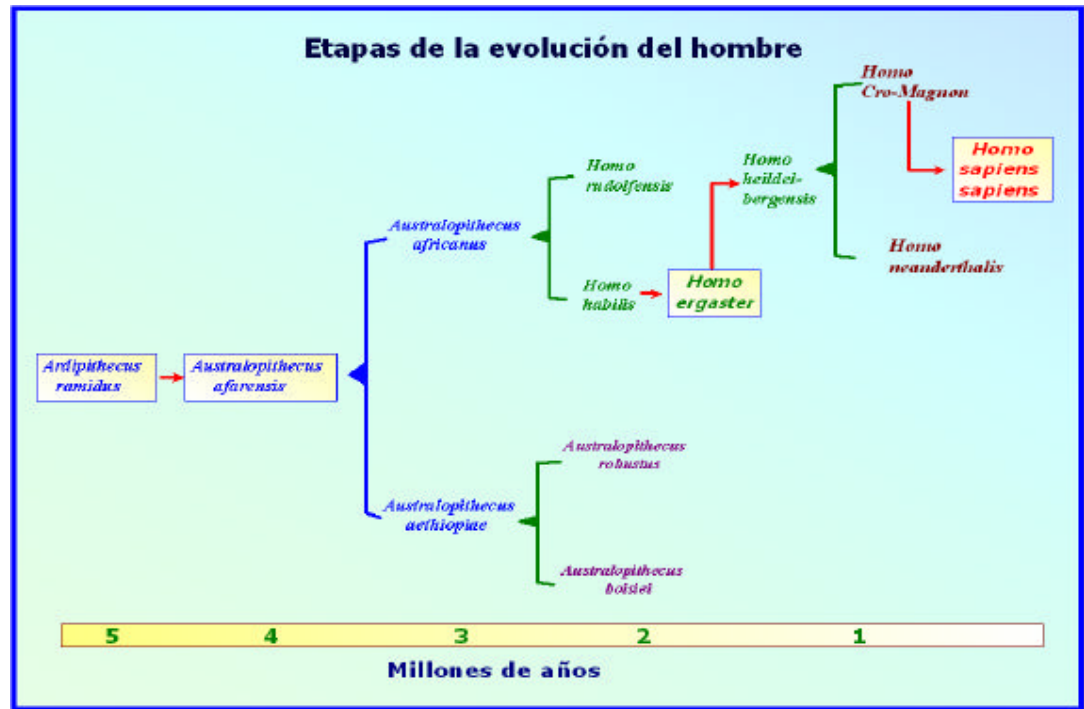 Etapas de la evolución del hombre
Homo
Cro-Magnon
Homo
sapiens
sapiens
Homo
rudolfensis
Homo
heildel-
bergensis
Australopithecus
africanus
Homo
neanderthalis
Homo
habilis
Homo
ergaster
Ardipithecus
ramidus
Australopithecus
afarensis
Australopithecus
robustus
Australopithecus
aethiopiae
Australopithecus
boisiei
5 4 3 2 1
Millones de años